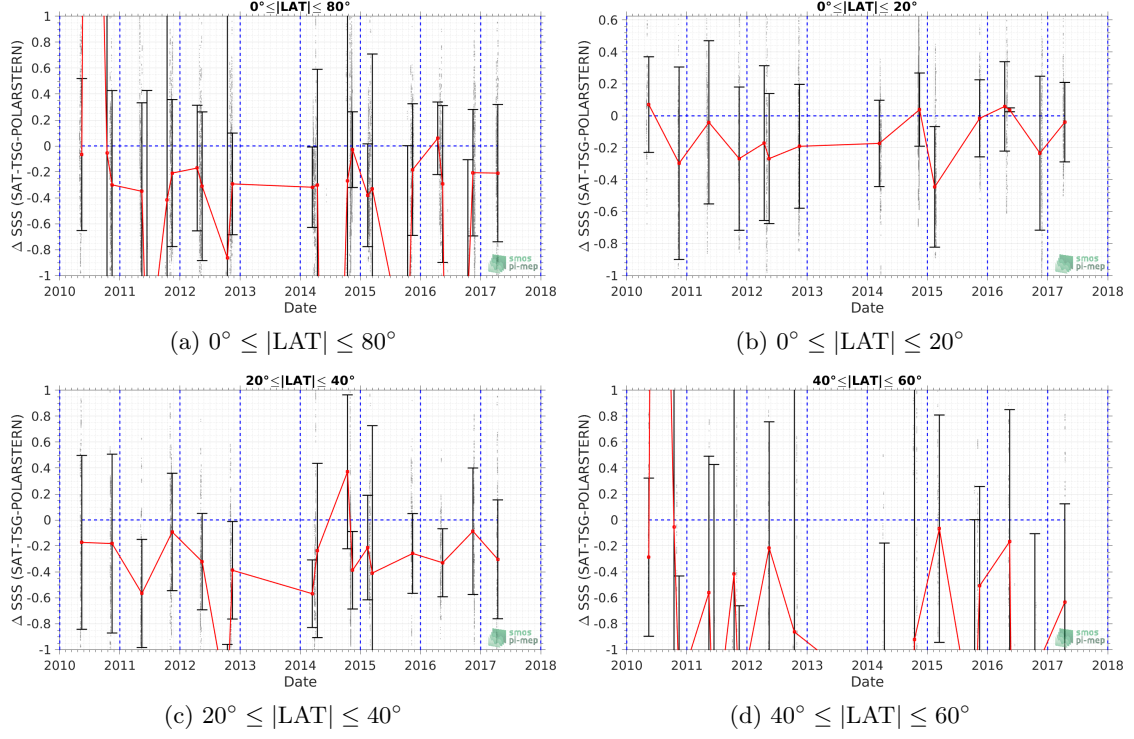 0°≤|LAT|≤ 80°
Δ SSS (SAT-TSG-POLARSTERN)
1
0.8
0.6
0.4
0.2
0
-0.2
-0.4
-0.6
-0.8
-1
2010 2011 2012 2013 2014 2015 2016 2017 2018
Date
smos
pi-mep
(a) 0° ≤ |LAT| ≤ 80°
0°≤|LAT|≤ 20°
Δ SSS (SAT-TSG-POLARSTERN)
0.6
0.4
0.2
0
-0.2
-0.4
-0.6
-0.8
-1
2010 2011 2012 2013 2014 2015 2016 2017 2018
Date
smos
pi-mep
(b) 0° ≤ |LAT| ≤ 20°
20°≤|LAT|≤ 40°
Δ SSS (SAT-TSG-POLARSTERN)
1
0.8
0.6
0.4
0.2
0
-0.2
-0.4
-0.6
-0.8
-1
2010 2011 2012 2013 2014 2015 2016 2017 2018
Date
smos
pi-mep
(c) 20° ≤ |LAT| ≤ 40°
40°≤|LAT|≤ 60°
Δ SSS (SAT-TSG-POLARSTERN)
1
0.8
0.6
0.4
0.2
0
-0.2
-0.4
-0.6
-0.8
-1
2010 2011 2012 2013 2014 2015 2016 2017 2018
Date
smos
pi-mep
(d) 40° ≤ |LAT| ≤ 60°